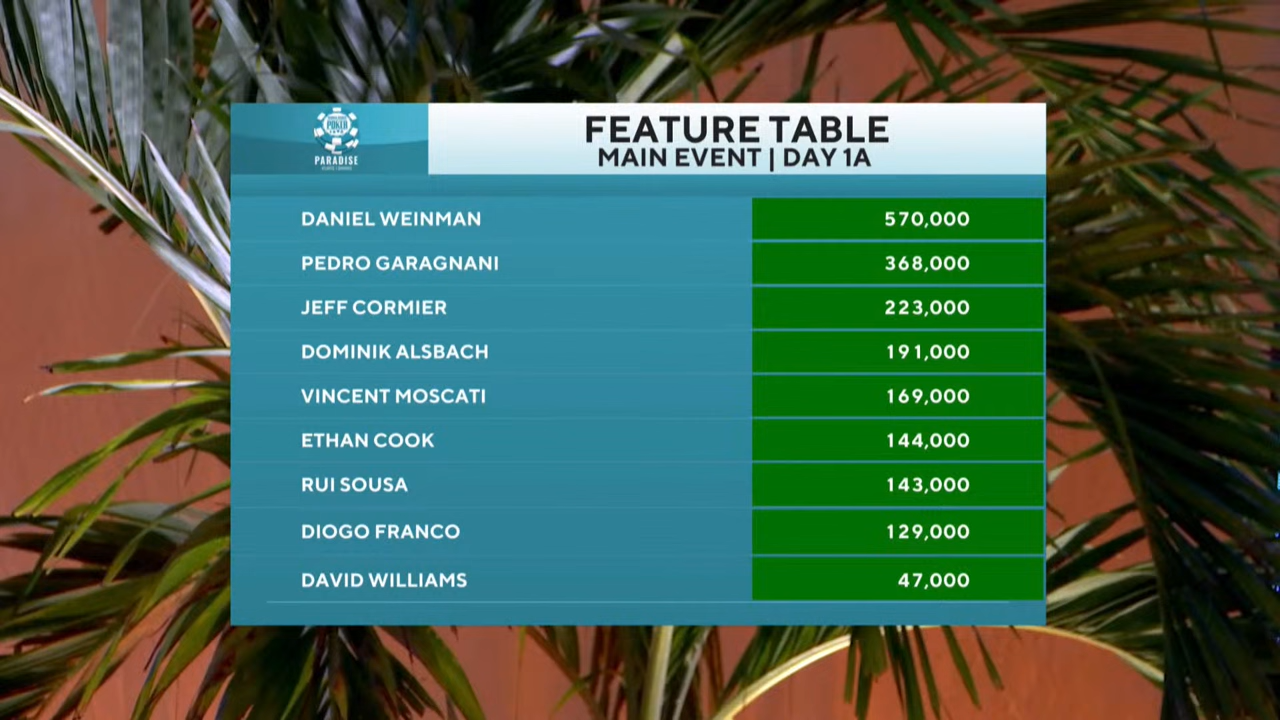 POKER
PARADISE
FEATURE TABLE
MAIN EVENT | DAY 1A
DANIEL WEINMAN 570,000
PEDRO GARAGNANI 368,000
JEFF CORMIER 223,000
DOMINIK ALSBACH 191,000
VINCENT MOSCATI 169,000
ETHAN COOK 144,000
RUI SOUSA 143,000
DIOGO FRANCO 129,000
DAVID WILLIAMS 47,000